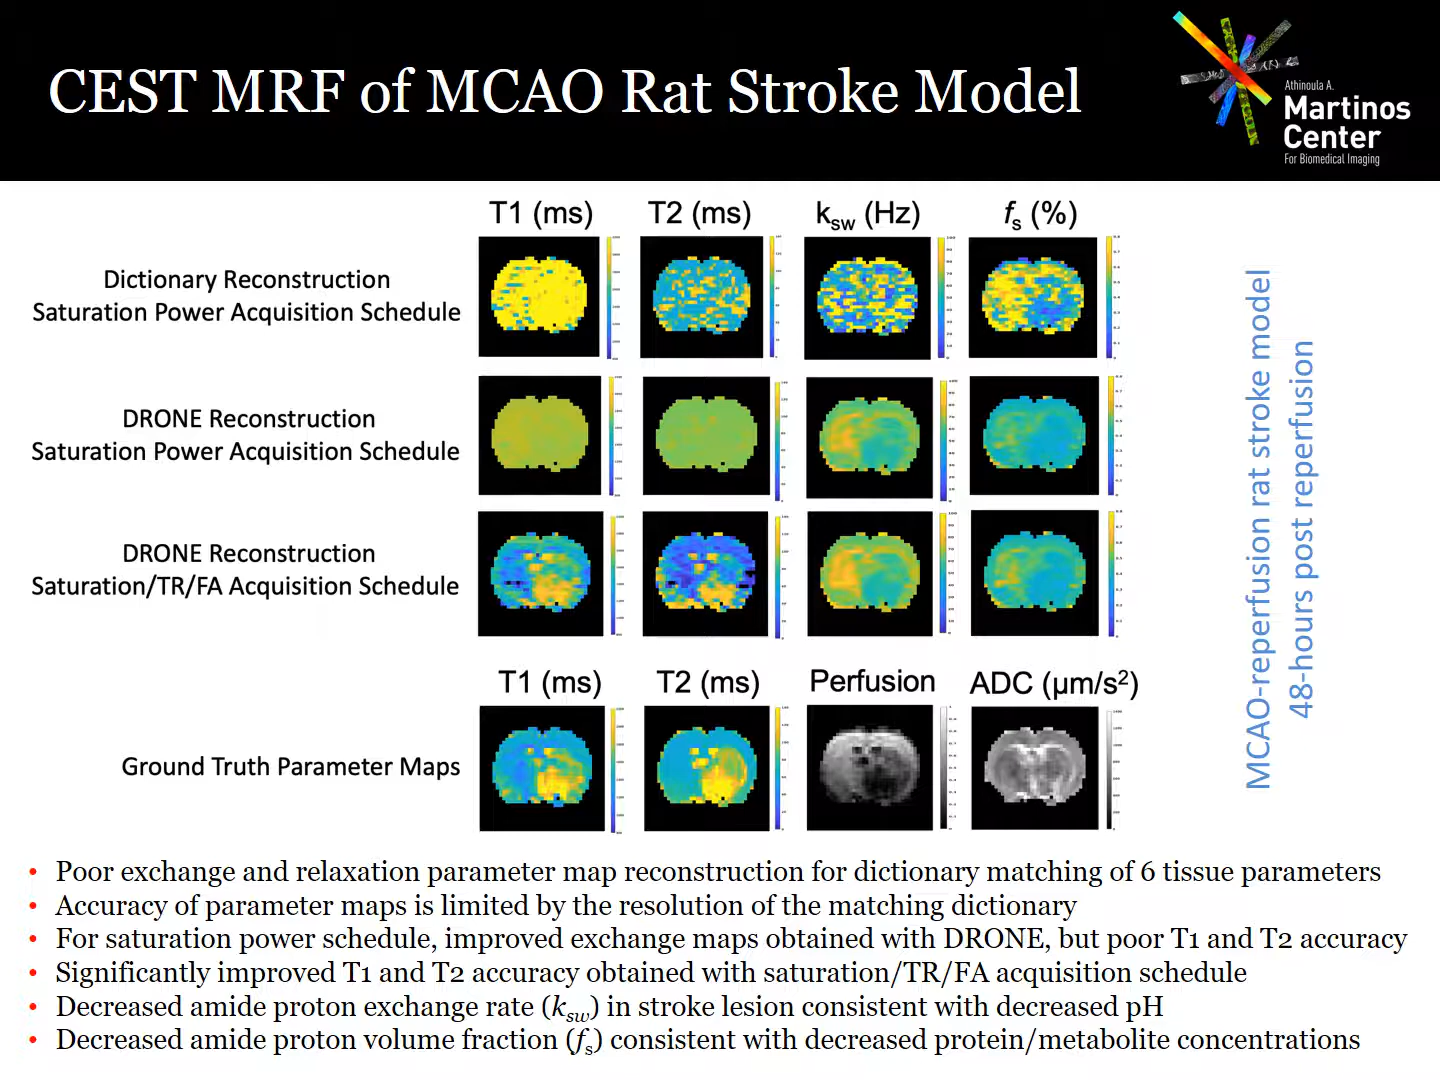 CEST MRF of MCAO Rat Stroke Model
Athinoula A.
Martinos
Center
For Biomedical Imaging
T1 (ms) T2 (ms) ksw (Hz) fs (%)
Dictionary Reconstruction
Saturation Power Acquisition Schedule
DRONE Reconstruction
Saturation Power Acquisition Schedule
DRONE Reconstruction
Saturation/TR/FA Acquisition Schedule
T1 (ms) T2 (ms) Perfusion ADC (μm/s²)
Ground Truth Parameter Maps
MCAO-reperfusion rat stroke model
48-hours post reperfusion
• Poor exchange and relaxation parameter map reconstruction for dictionary matching of 6 tissue parameters
• Accuracy of parameter maps is limited by the resolution of the matching dictionary
• For saturation power schedule, improved exchange maps obtained with DRONE, but poor T1 and T2 accuracy
• Significantly improved T1 and T2 accuracy obtained with saturation/TR/FA acquisition schedule
• Decreased amide proton exchange rate (ksw) in stroke lesion consistent with decreased pH
• Decreased amide proton volume fraction (fs) consistent with decreased protein/metabolite concentrations